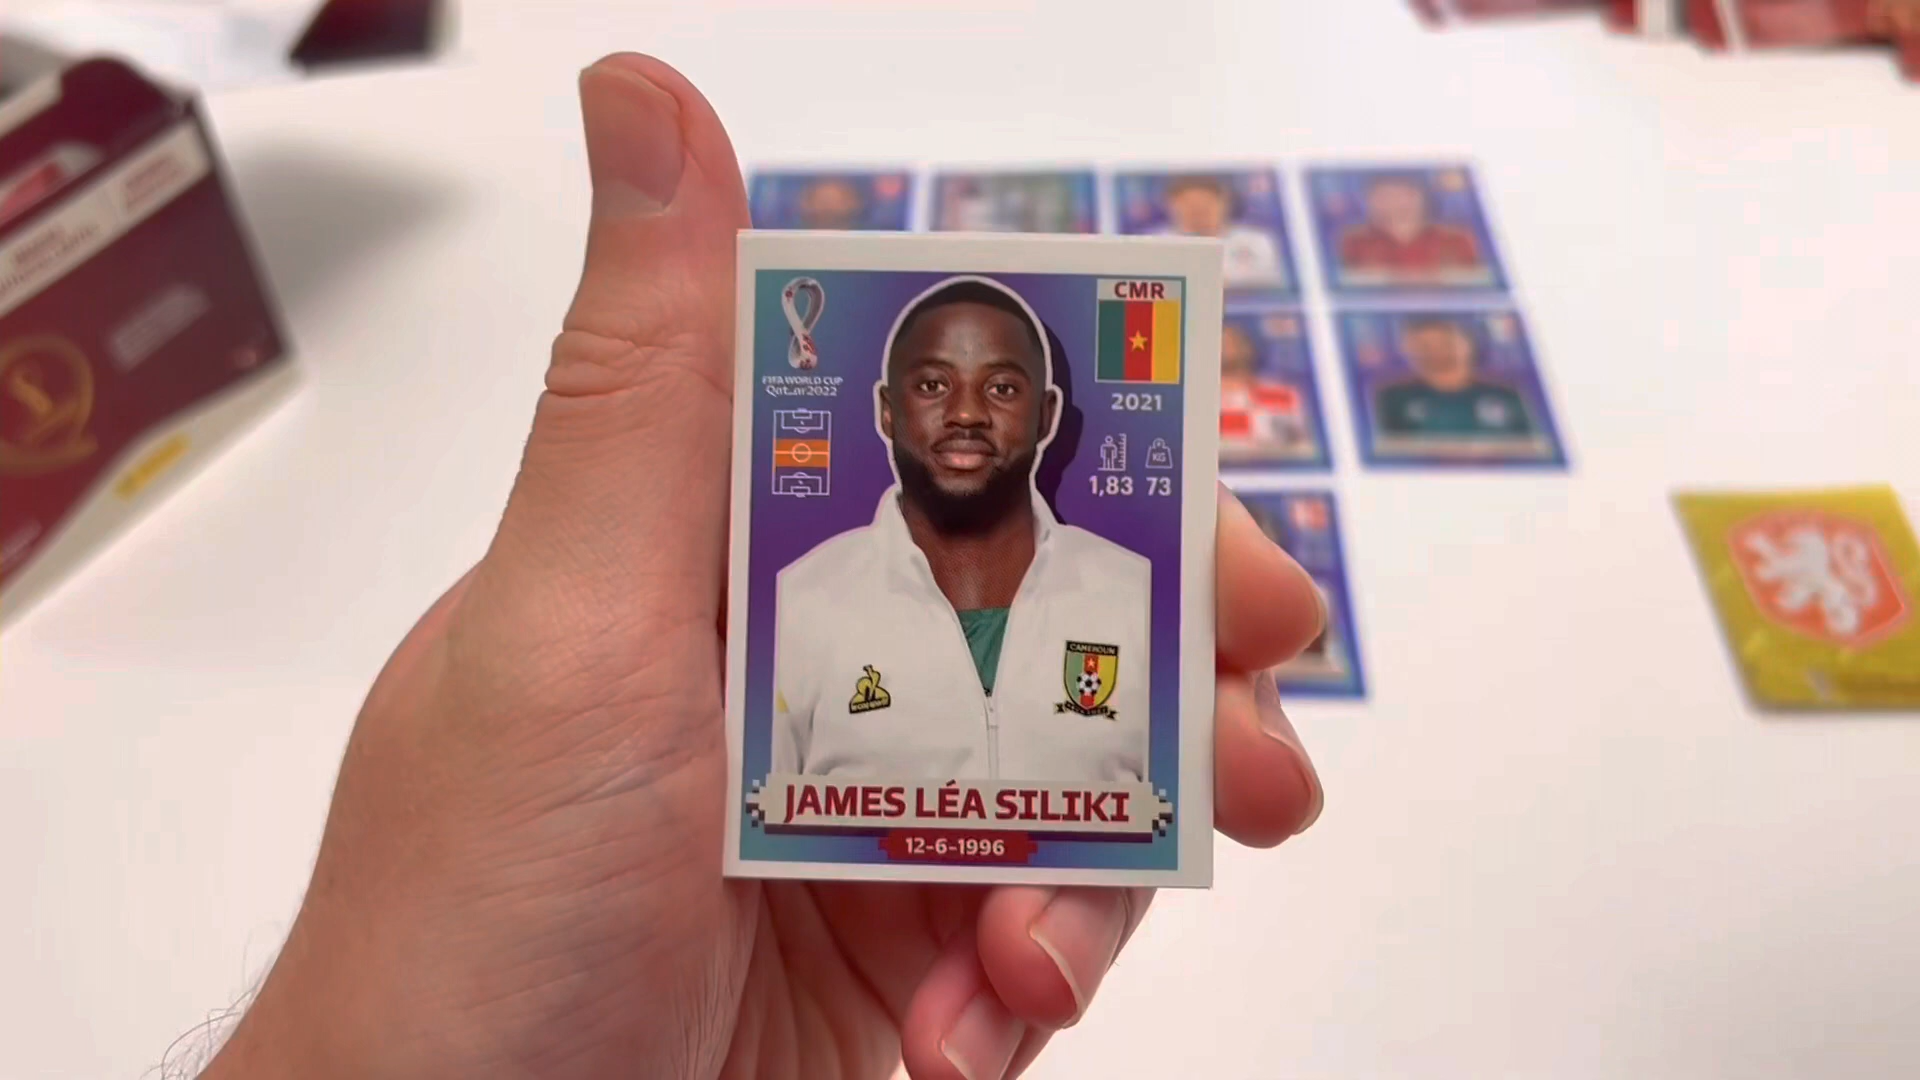 CMR
FIFA WORLD CUP
Qatar2022
2021
KG
1,83 73
CAMEROUN
JAMES LÉA SILIKI
12-6-1996